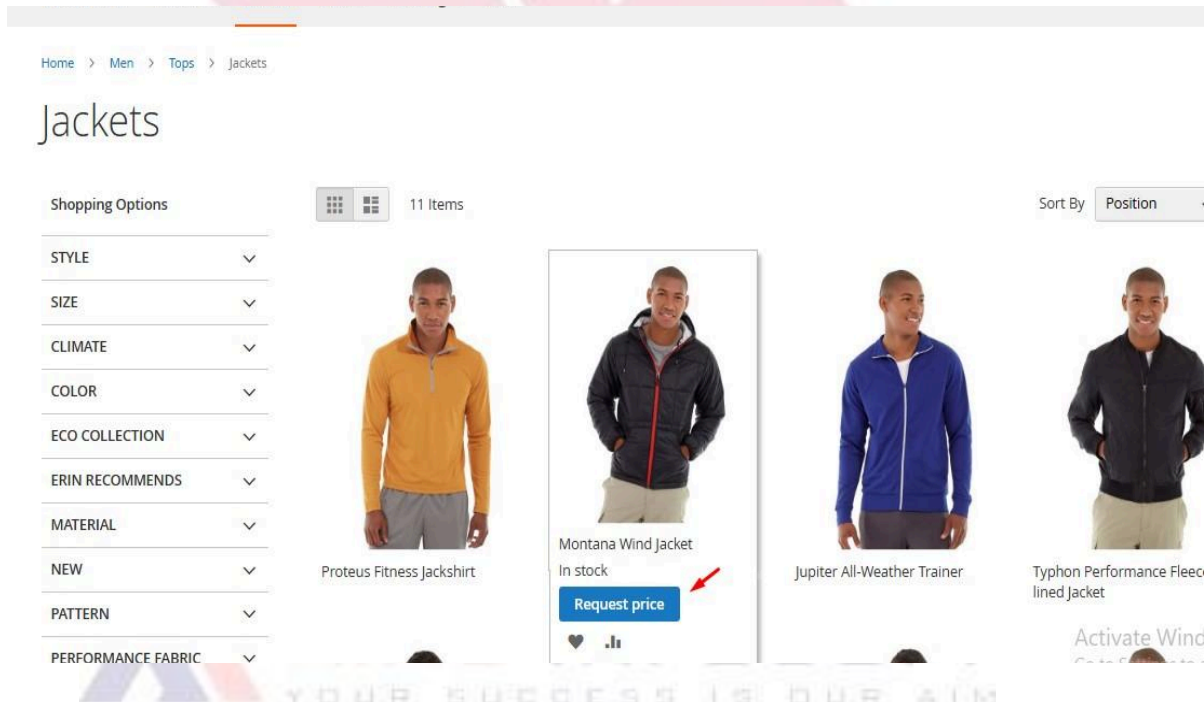 Home > Men > Tops > Jackets
Jackets
Shopping Options
11 Items
Sort By Position
STYLE
SIZE
CLIMATE
COLOR
ECO COLLECTION
ERIN RECOMMENDS
MATERIAL
NEW
PATTERN
PERFORMANCE FABRIC
Proteus Fitness Jackshirt
Montana Wind Jacket
In stock
Request price
Jupiter All-Weather Trainer
Typhon Performance Fleece
lined Jacket
Activate Wind
YOUR SUCCESS IS OUR AIM